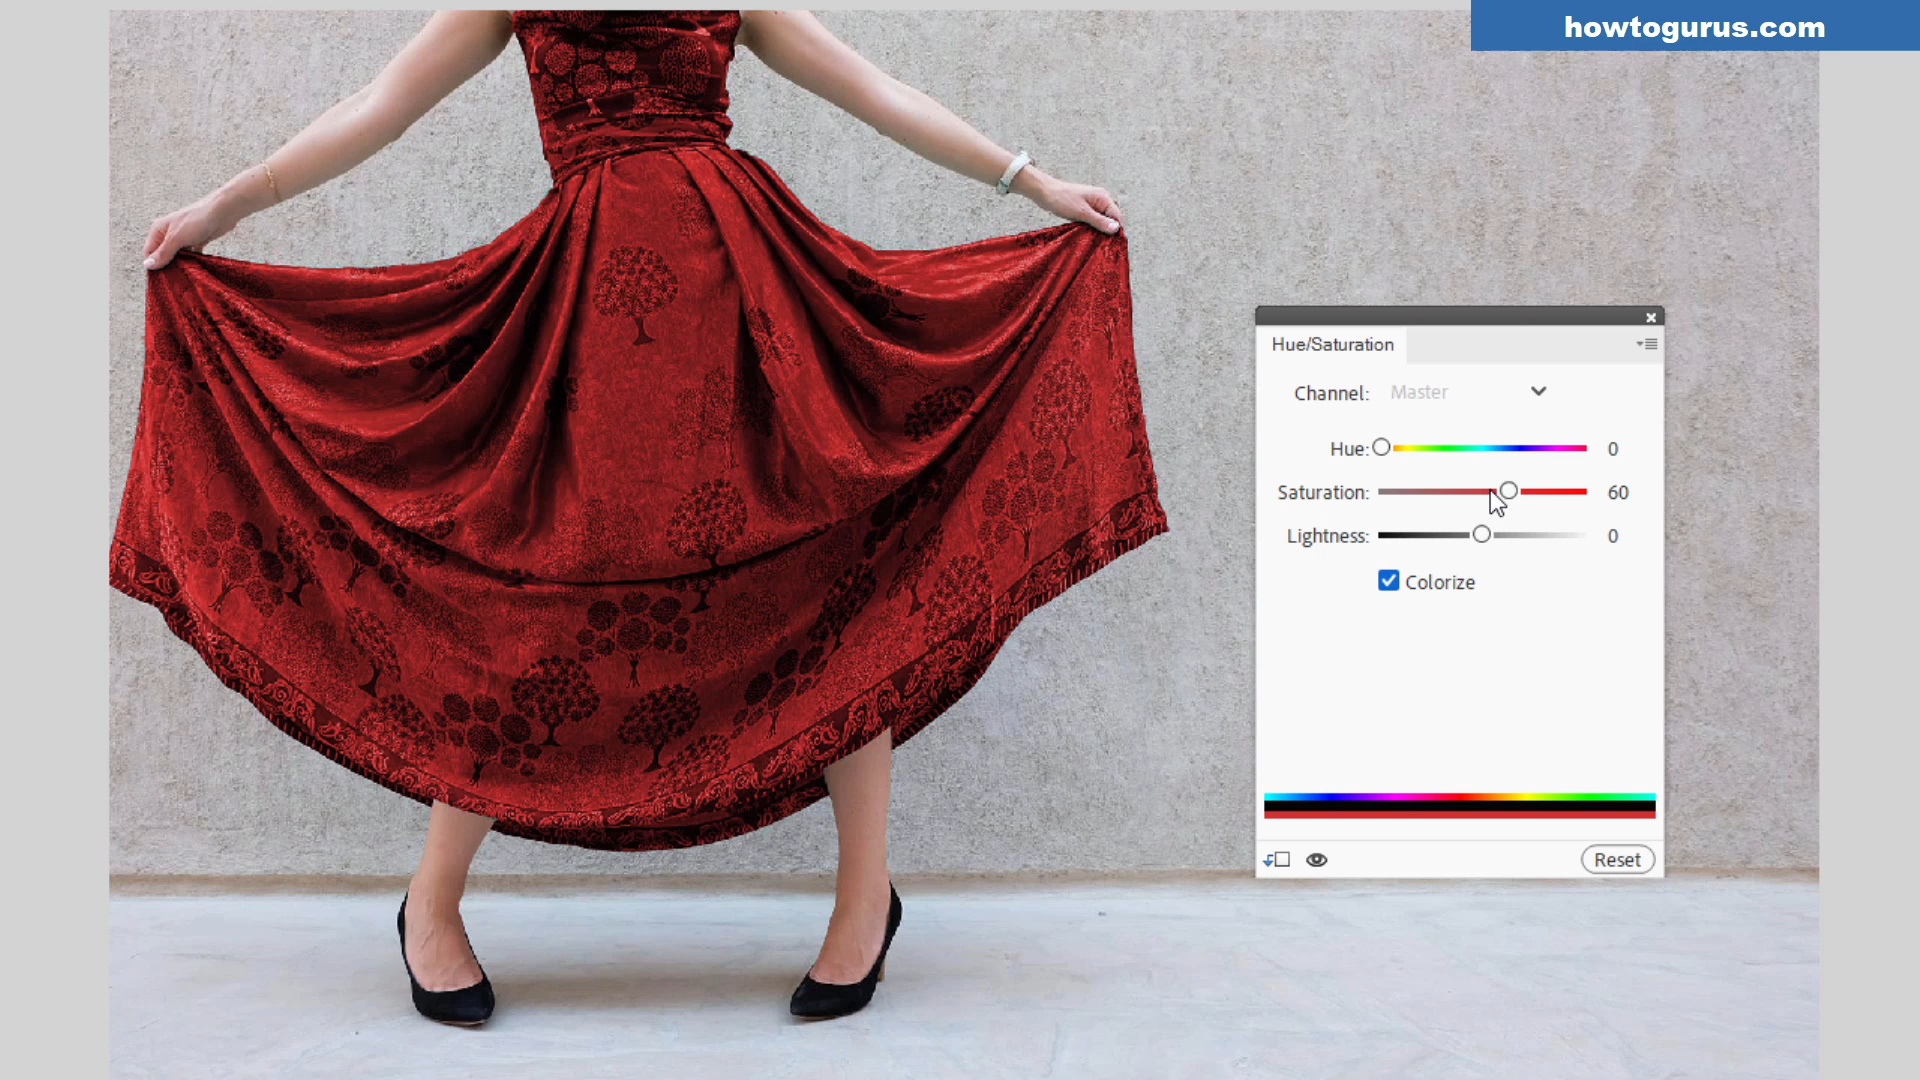 howtogurus.com
Hue/Saturation
Channel: Master
Hue: 0
Saturation: 60
Lightness: 0
Colorize
Reset